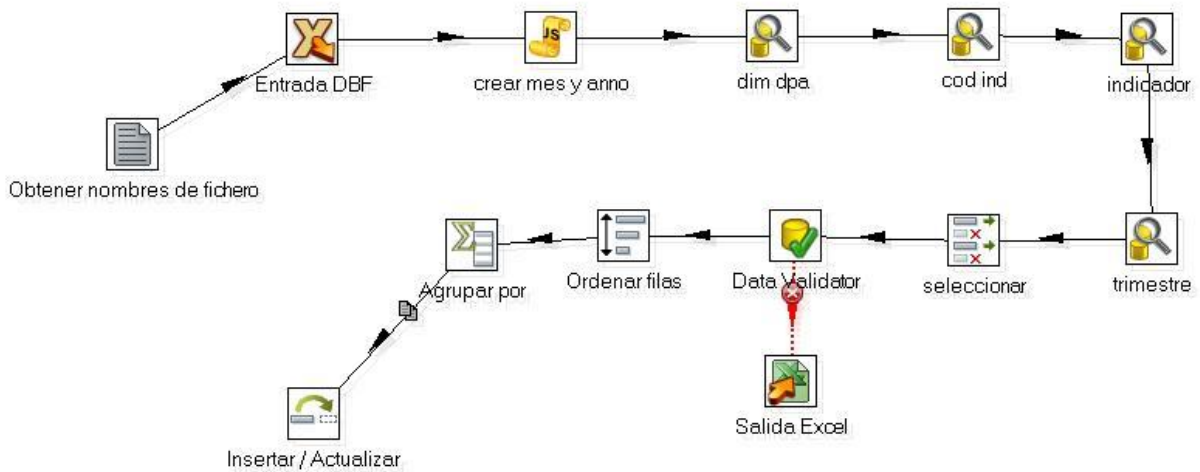 Entrada DBF
crear mes y anno
dim dpa
cod ind
indicador
Obtener nombres de fichero
Agrupar por
Ordenar filas
Data Validator
seleccionar
trimestre
Salida Excel
Insertar / Actualizar